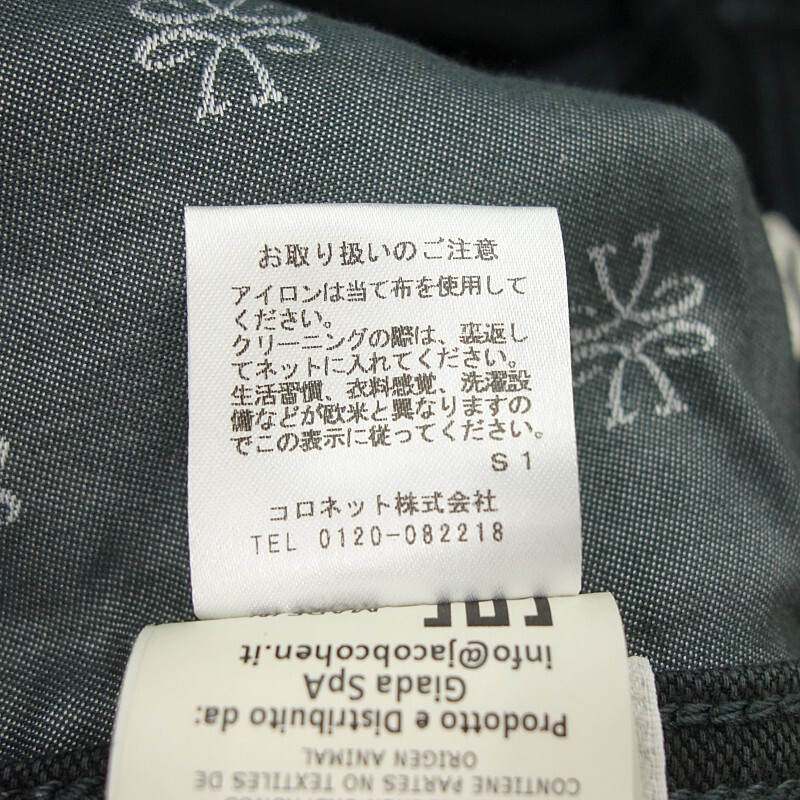 お取り扱いのご注意
アイロンは当て布を使用して
ください。
クリーニングの際は、裏返し
てネットに入れてください。
生活習慣、衣料感覚、洗濯設
備などが欧米と異なりますの
でこの表示に従ってください。
S1
コロネット株式会社
TEL 0120-082218
CONTIENE PARTES NO TEXTILES DE
ORIGEN ANIMAL
Prodotto e Distribuito da:
Giada SpA
info@jacobcohen.it